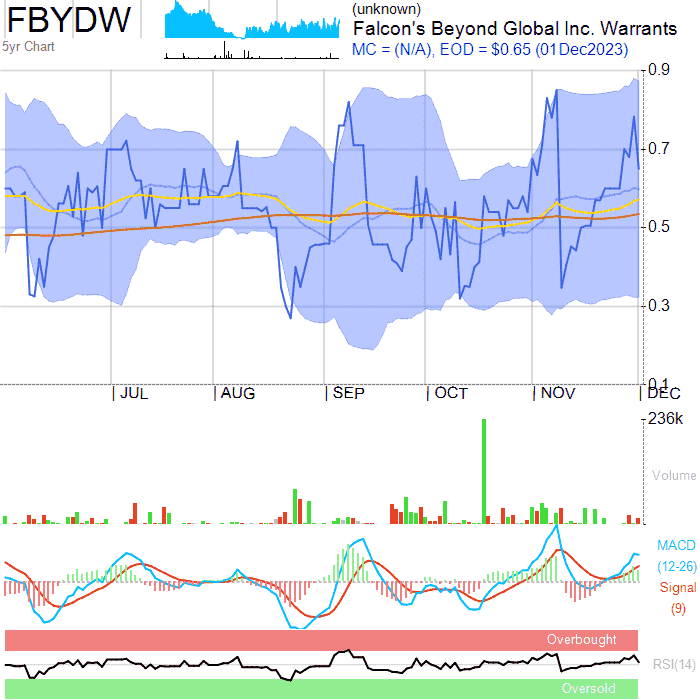 FBYDW
5yr Chart
(unknown)
Falcon's Beyond Global Inc. Warrants
MC = (N/A), EOD = $0.65 (01Dec2023)
0.9
0.7
0.5
0.3
0.1
JUL
AUG
SEP
OCT
NOV
DEC
236k
Volume
MACD
(12-26)
Signal
(9)
Overbought
RSI(14)
Oversold